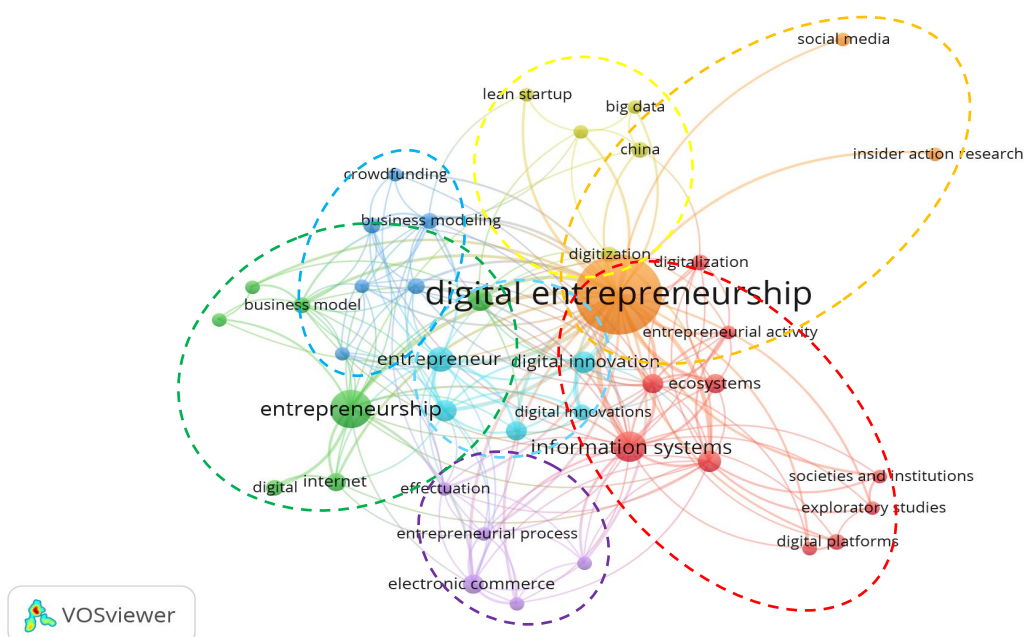 social media
lean startup
big data
china
insider action research
crowdfunding
business modeling
digitization
digitalization
digital entrepreneurship
business model
entrepreneurial activity
entrepreneur
digital innovation
ecosystems
entrepreneurship
digital innovations
information systems
societies and institutions
digital
internet
effectuation
exploratory studies
entrepreneurial process
digital platforms
electronic commerce
VOSviewer